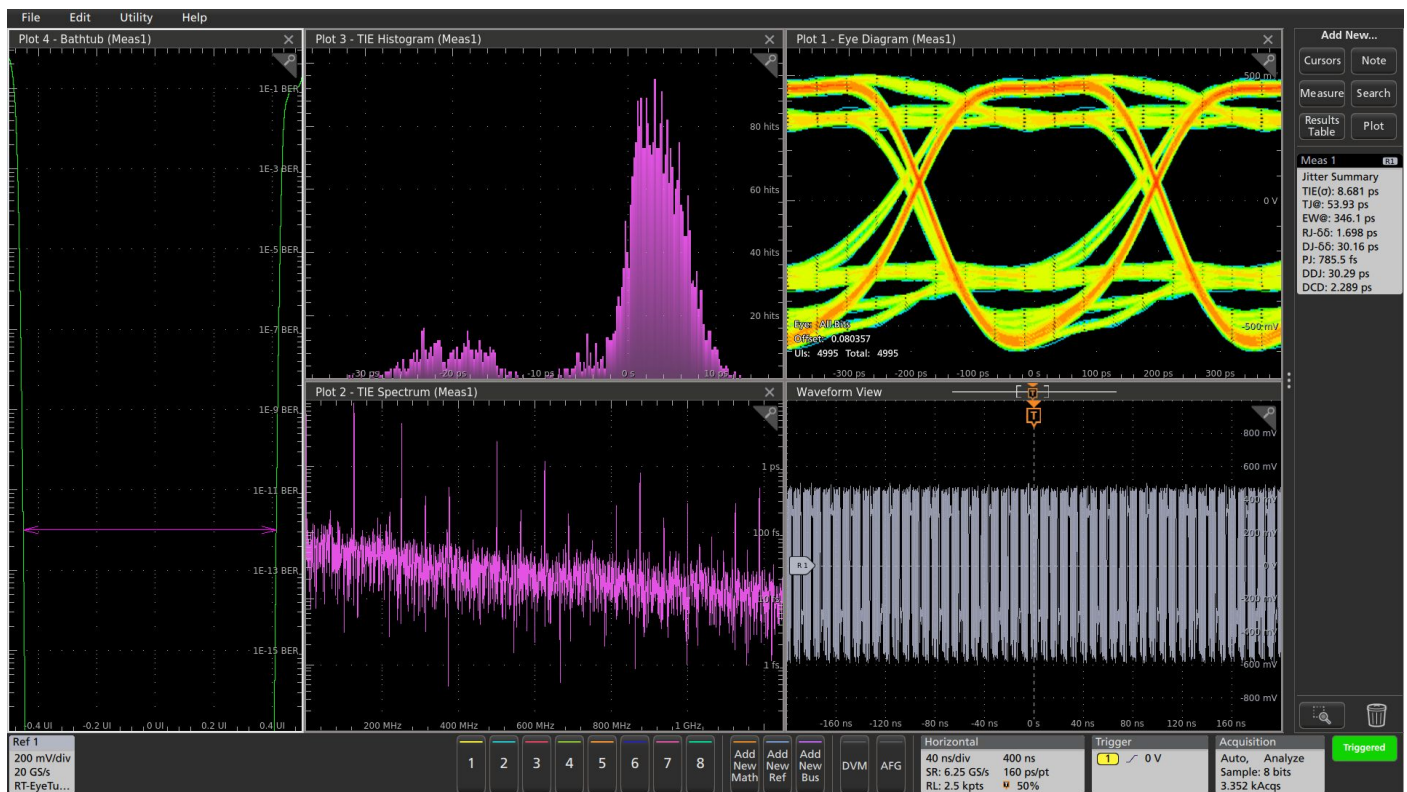 File Edit Utility Help
Plot 4 - Bathtub (Meas1)
1E-1 BER
1E-3 BER
1E-5 BER
1E-7 BER
1E-9 BER
1E-11 BER
1E-13 BER
1E-15 BER
-0.4 UI -0.2 UI 0 UI 0.2 UI 0.4 UI
Plot 3 - TIE Histogram (Meas1)
80 hits
60 hits
40 hits
20 hits
-30 ps -20 ps -10 ps 0 s 10 ps
Plot 1 - Eye Diagram (Meas1)
500 mV
0 V
-500 mV
Eye: All Bits
Offset: 0.080357
UIs: 4995 Total: 4995
-300 ps -200 ps -100 ps 0 s 100 ps 200 ps 300 ps
Plot 2 - TIE Spectrum (Meas1)
1 ps
100 fs
10 fs
1 fs
200 MHz 400 MHz 600 MHz 800 MHz 1 GHz
Waveform View
T
T
800 mV
600 mV
400 mV
200 mV
0 V
-200 mV
-400 mV
-600 mV
-800 mV
R 1
-160 ns -120 ns -80 ns -40 ns 0 s 40 ns 80 ns 120 ns 160 ns
Add New...
Cursors Note
Measure Search
Results Table Plot
Meas 1 R1
Jitter Summary
TIE(σ): 8.681 ps
TJ@: 53.93 ps
EW@: 346.1 ps
RJ-δδ: 1.698 ps
DJ-δδ: 30.16 ps
PJ: 785.5 fs
DDJ: 30.29 ps
DCD: 2.289 ps
Ref 1
200 mV/div
20 GS/s
RT-EyeTu...
1 2 3 4 5 6 7 8
Add New Math
Add New Ref
Add New Bus
DVM AFG
Horizontal
40 ns/div 400 ns
SR: 6.25 GS/s 160 ps/pt
RL: 2.5 kpts 50%
Trigger
1 0 V
Acquisition
Auto, Analyze
Sample: 8 bits
3.352 kAcqs
Triggered